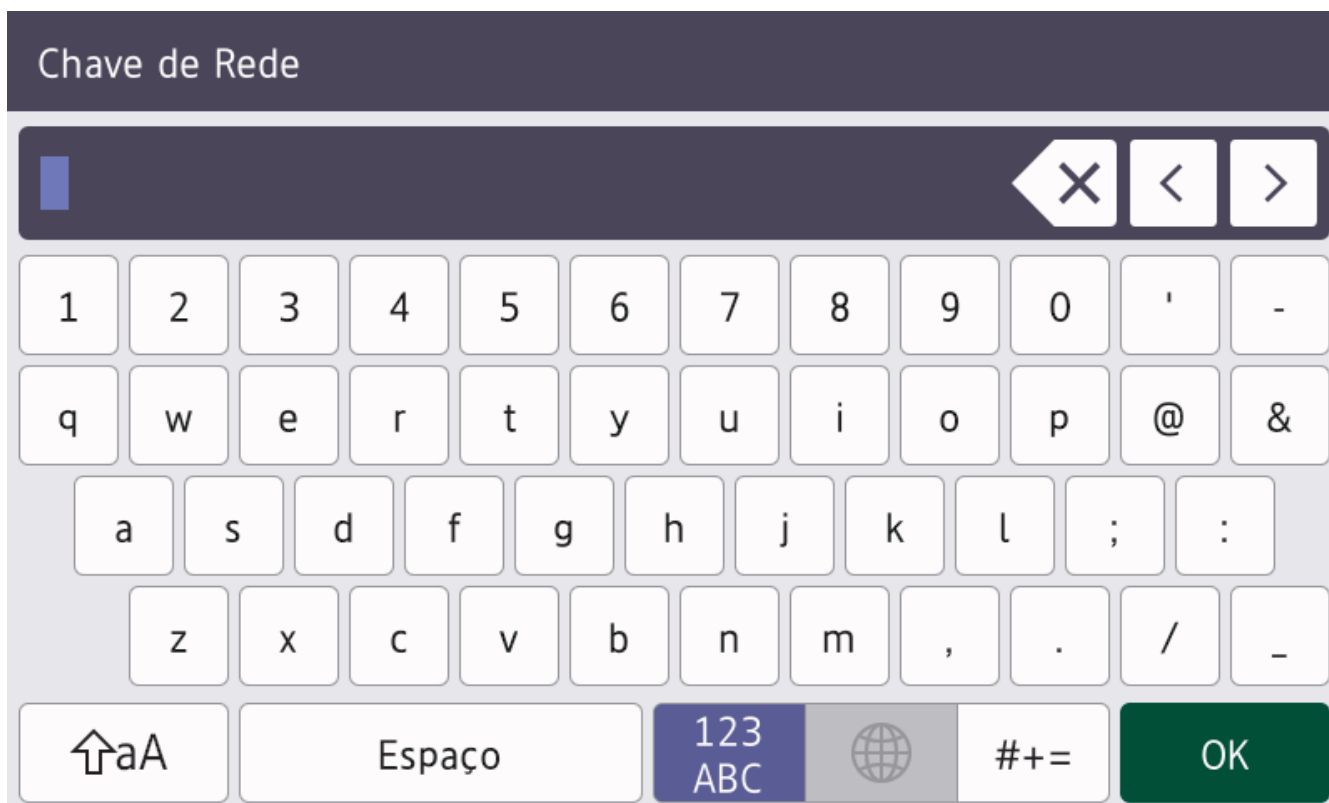 Chave de Rede
1 2 3 4 5 6 7 8 9 0 ' -
q w e r t y u i o p @ &
a s d f g h j k l ; :
z x c v b n m , . / _
aA Espaço 123 ABC #+= OK